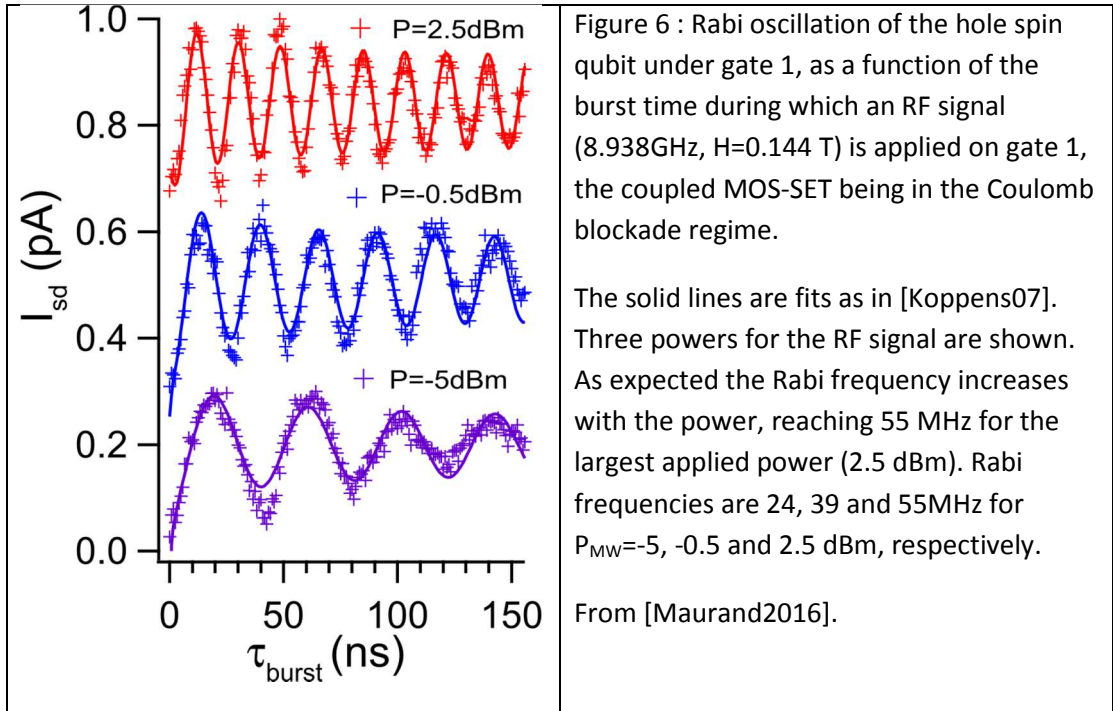 1.0
0.8
0.6
0.4
0.2
0.0
I_sd (pA)
P=2.5dBm
P=-0.5dBm
P=-5dBm
0
50
100
150
τ_burst (ns)
Figure 6 : Rabi oscillation of the hole spin
qubit under gate 1, as a function of the
burst time during which an RF signal
(8.938GHz, H=0.144 T) is applied on gate 1,
the coupled MOS-SET being in the Coulomb
blockade regime.
The solid lines are fits as in [Koppens07].
Three powers for the RF signal are shown.
As expected the Rabi frequency increases
with the power, reaching 55 MHz for the
largest applied power (2.5 dBm). Rabi
frequencies are 24, 39 and 55MHz for
P_MW=-5, -0.5 and 2.5 dBm, respectively.
From [Maurand2016].